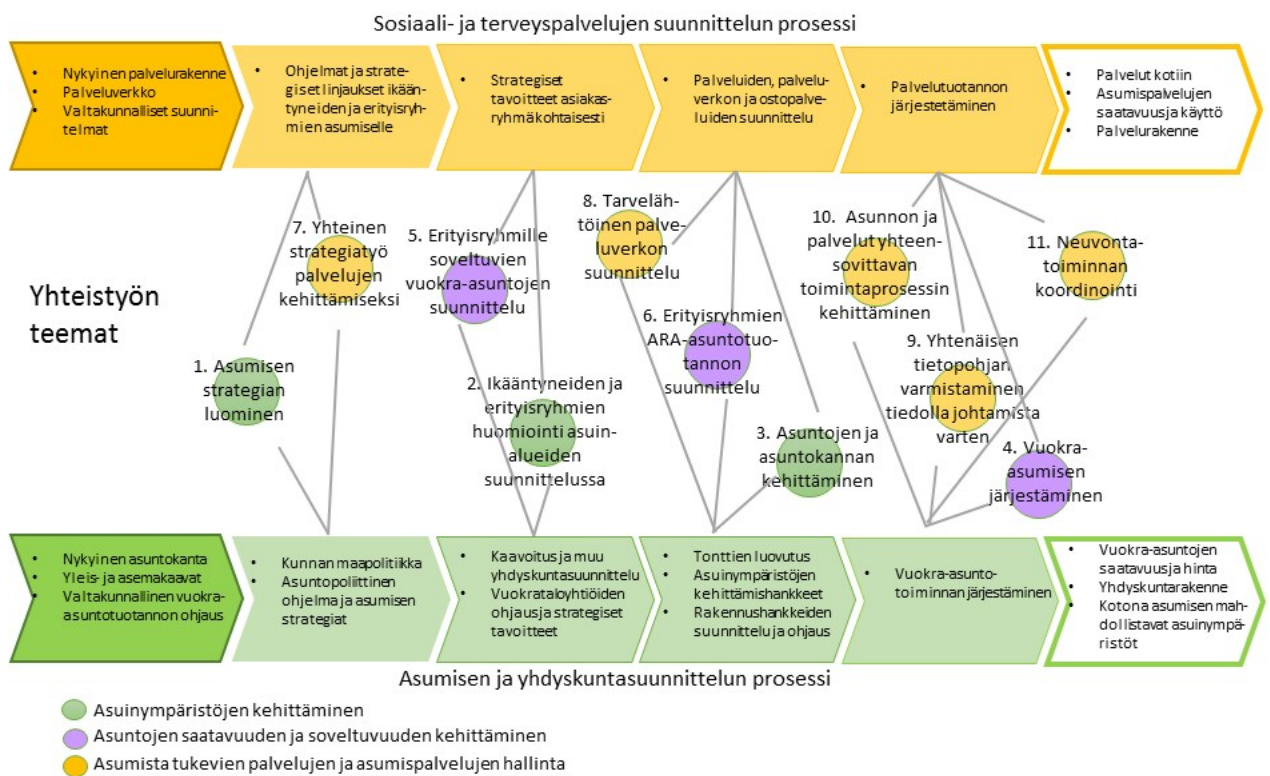 Sosiaali- ja terveyspalvelujen suunnittelun prosessi
• Nykyinen palvelurakenne
• Palveluverkko
• Valtakunnalliset suunni-
telmat
• Ohjelmat ja strate-
giset linjaukset ikään-
tyneiden ja erityisryh-
mien asumiselle
• Strategiset
tavoitteet asiakas-
ryhmäkohtaisesti
• Palveluiden, palvelu-
verkon ja ostopalve-
luiden suunnittelu
• Palvelutuotannon
järjestetäminen
• Palvelut kotiin
• Asumispalvelujen
saatavuus ja käyttö
• Palvelurakenne
Yhteistyön
teemat
7. Yhteinen
strategiatyö
palvelujen
kehittämiseksi
1. Asumisen
strategian
luominen
5. Erityisryhmille
soveltuvien
vuokra-asuntojen
suunnittelu
2. Ikääntyneiden ja
erityisryhmien
huomiointi asuin-
alueiden
suunnittelussa
8. Tarveläh-
töinen palve-
luverkon
suunnittelu
6. Erityisryhmien
ARA-asuntotuo-
tannon
suunnittelu
3. Asuntojen ja
asuntokannan
kehittäminen
10. Asunnon ja
palvelut yhteen-
sovittavan
toimintaprosessin
kehittäminen
9. Yhtenäisen
tietopohjan
varmistaminen
tiedolla johtamista
varten
11. Neuvonta-
toiminnan
koordinointi
4. Vuokra-
asumisen
järjestäminen
• Nykyinen asuntokanta
• Yleis- ja asemakaavat
• Valtakunnallinen vuokra-
asuntotuotannon ohjaus
• Kunnan maapolitiikka
• Asuntopoliittinen
ohjelma ja asumisen
strategiat
• Kaavoitus ja muu
yhdyskuntasuunnittelu
• Vuokrataloyhtiöiden
ohjaus ja strategiset
tavoitteet
• Tonttien luovutus
• Asuinympäristöjen
kehittämishankkeet
• Rakennushankkeiden
suunnittelu ja ohjaus
• Vuokra-asunto-
toiminnan järjestäminen
• Vuokra-asuntojen
saatavuus ja hinta
• Yhdyskuntarakenne
• Kotona asumisen mah-
dollistavat asuinympä-
ristöt
Asumisen ja yhdyskuntasuunnittelun prosessi
Asuinympäristöjen kehittäminen
Asuntojen saatavuuden ja soveltuvuuden kehittäminen
Asumista tukevien palvelujen ja asumispalvelujen hallinta